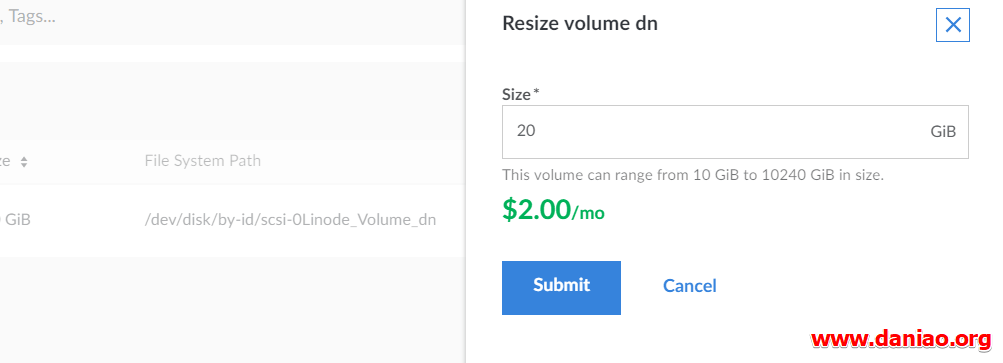 , Tags...
Resize volume dn
Size*
20 GiB
This volume can range from 10 GiB to 10240 GiB in size.
$2.00/mo
Submit Cancel
ze File System Path
GiB /dev/disk/by-id/scsi-0Linode_Volume_dn
www.daniao.org